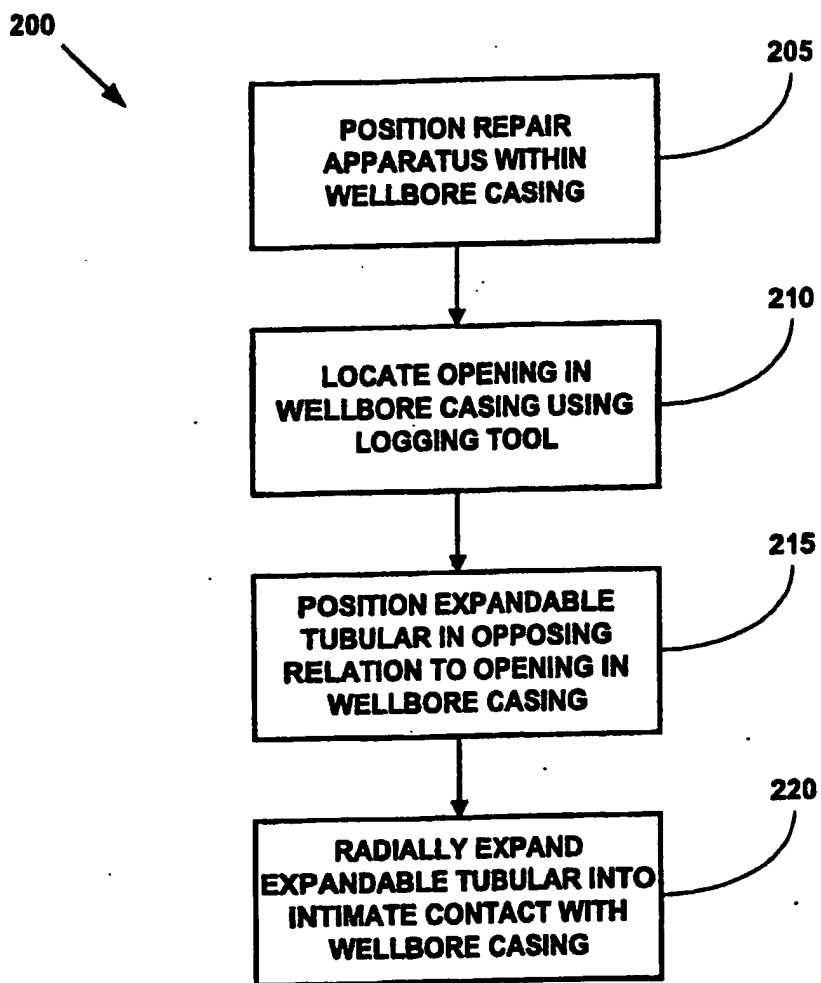 200
205
POSITION REPAIR
APPARATUS WITHIN
WELLBORE CASING
210
LOCATE OPENING IN
WELLBORE CASING USING
LOGGING TOOL
215
POSITION EXPANDABLE
TUBULAR IN OPPOSING
RELATION TO OPENING IN
WELLBORE CASING
220
RADIALLY EXPAND
EXPANDABLE TUBULAR INTO
INTIMATE CONTACT WITH
WELLBORE CASING